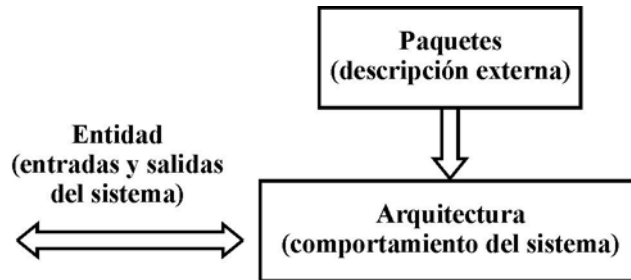 Paquetes
(descripción externa)
Entidad
(entradas y salidas
del sistema)
Arquitectura
(comportamiento del sistema)